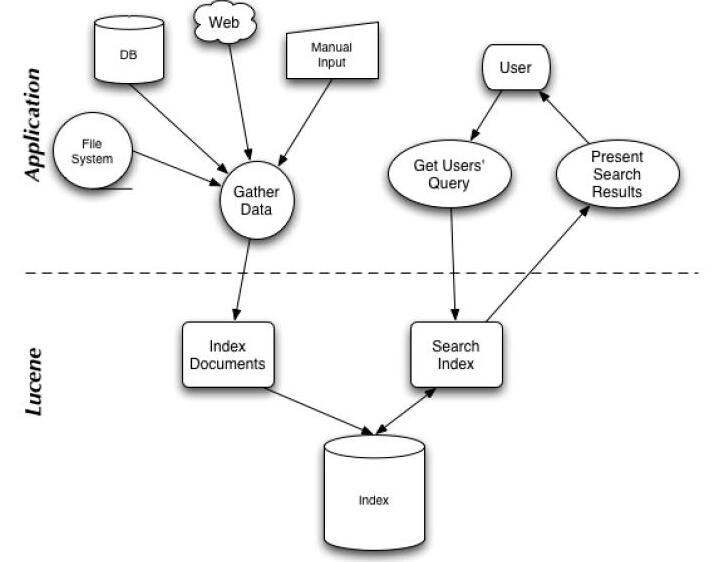 Web
DB
Manual
Input
User
File
System
Application
Get Users'
Query
Present
Search
Results
Gather
Data
Index
Documents
Search
Index
Lucene
Index